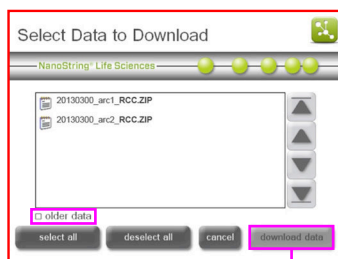 Select Data to Download
NanoString® Life Sciences
20130300_arc1_RCC.ZIP
20130300_arc2_RCC.ZIP
older data
select all deselect all cancel download data